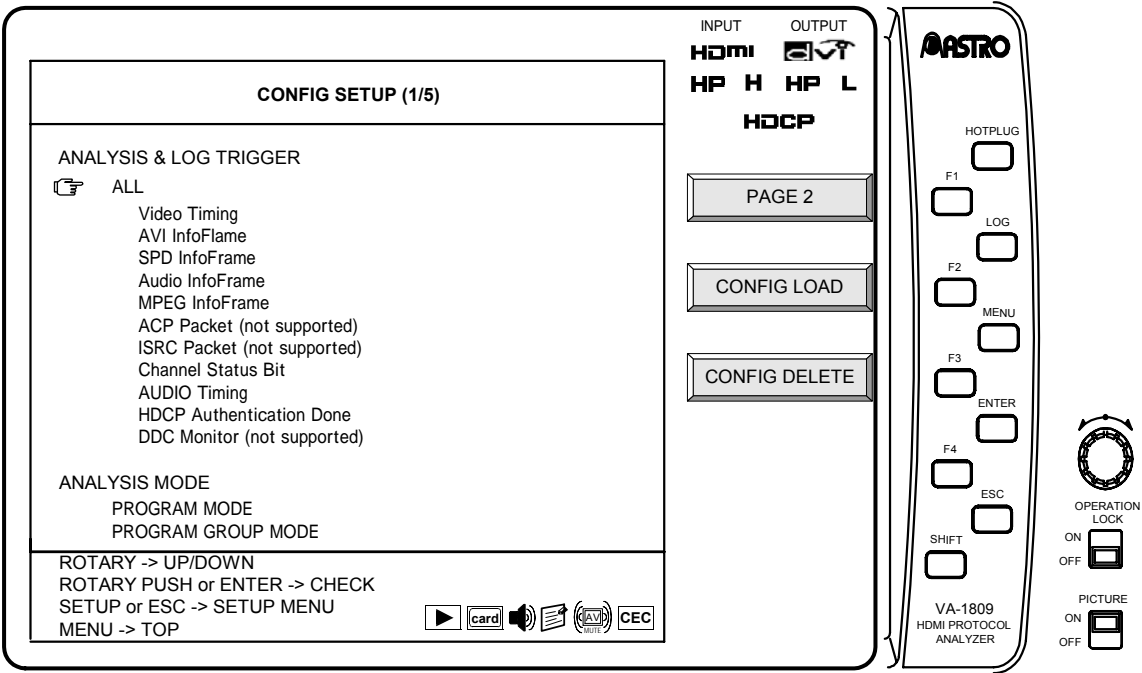 CONFIG SETUP (1/5)
ANALYSIS & LOG TRIGGER
ALL
Video Timing
AVI InfoFlame
SPD InfoFrame
Audio InfoFrame
MPEG InfoFrame
ACP Packet (not supported)
ISRC Packet (not supported)
Channel Status Bit
AUDIO Timing
HDCP Authentication Done
DDC Monitor (not supported)
ANALYSIS MODE
PROGRAM MODE
PROGRAM GROUP MODE
ROTARY -> UP/DOWN
ROTARY PUSH or ENTER -> CHECK
SETUP or ESC -> SETUP MENU
MENU -> TOP
card
AV
MUTE
CEC
INPUT OUTPUT
HDMI DVI
HP H HP L
HDCP
PAGE 2
CONFIG LOAD
CONFIG DELETE
ASTRO
HOTPLUG
F1
LOG
F2
MENU
F3
ENTER
F4
ESC
SHIFT
VA-1809
HDMI PROTOCOL
ANALYZER
OPERATION
LOCK
ON
OFF
PICTURE
ON
OFF